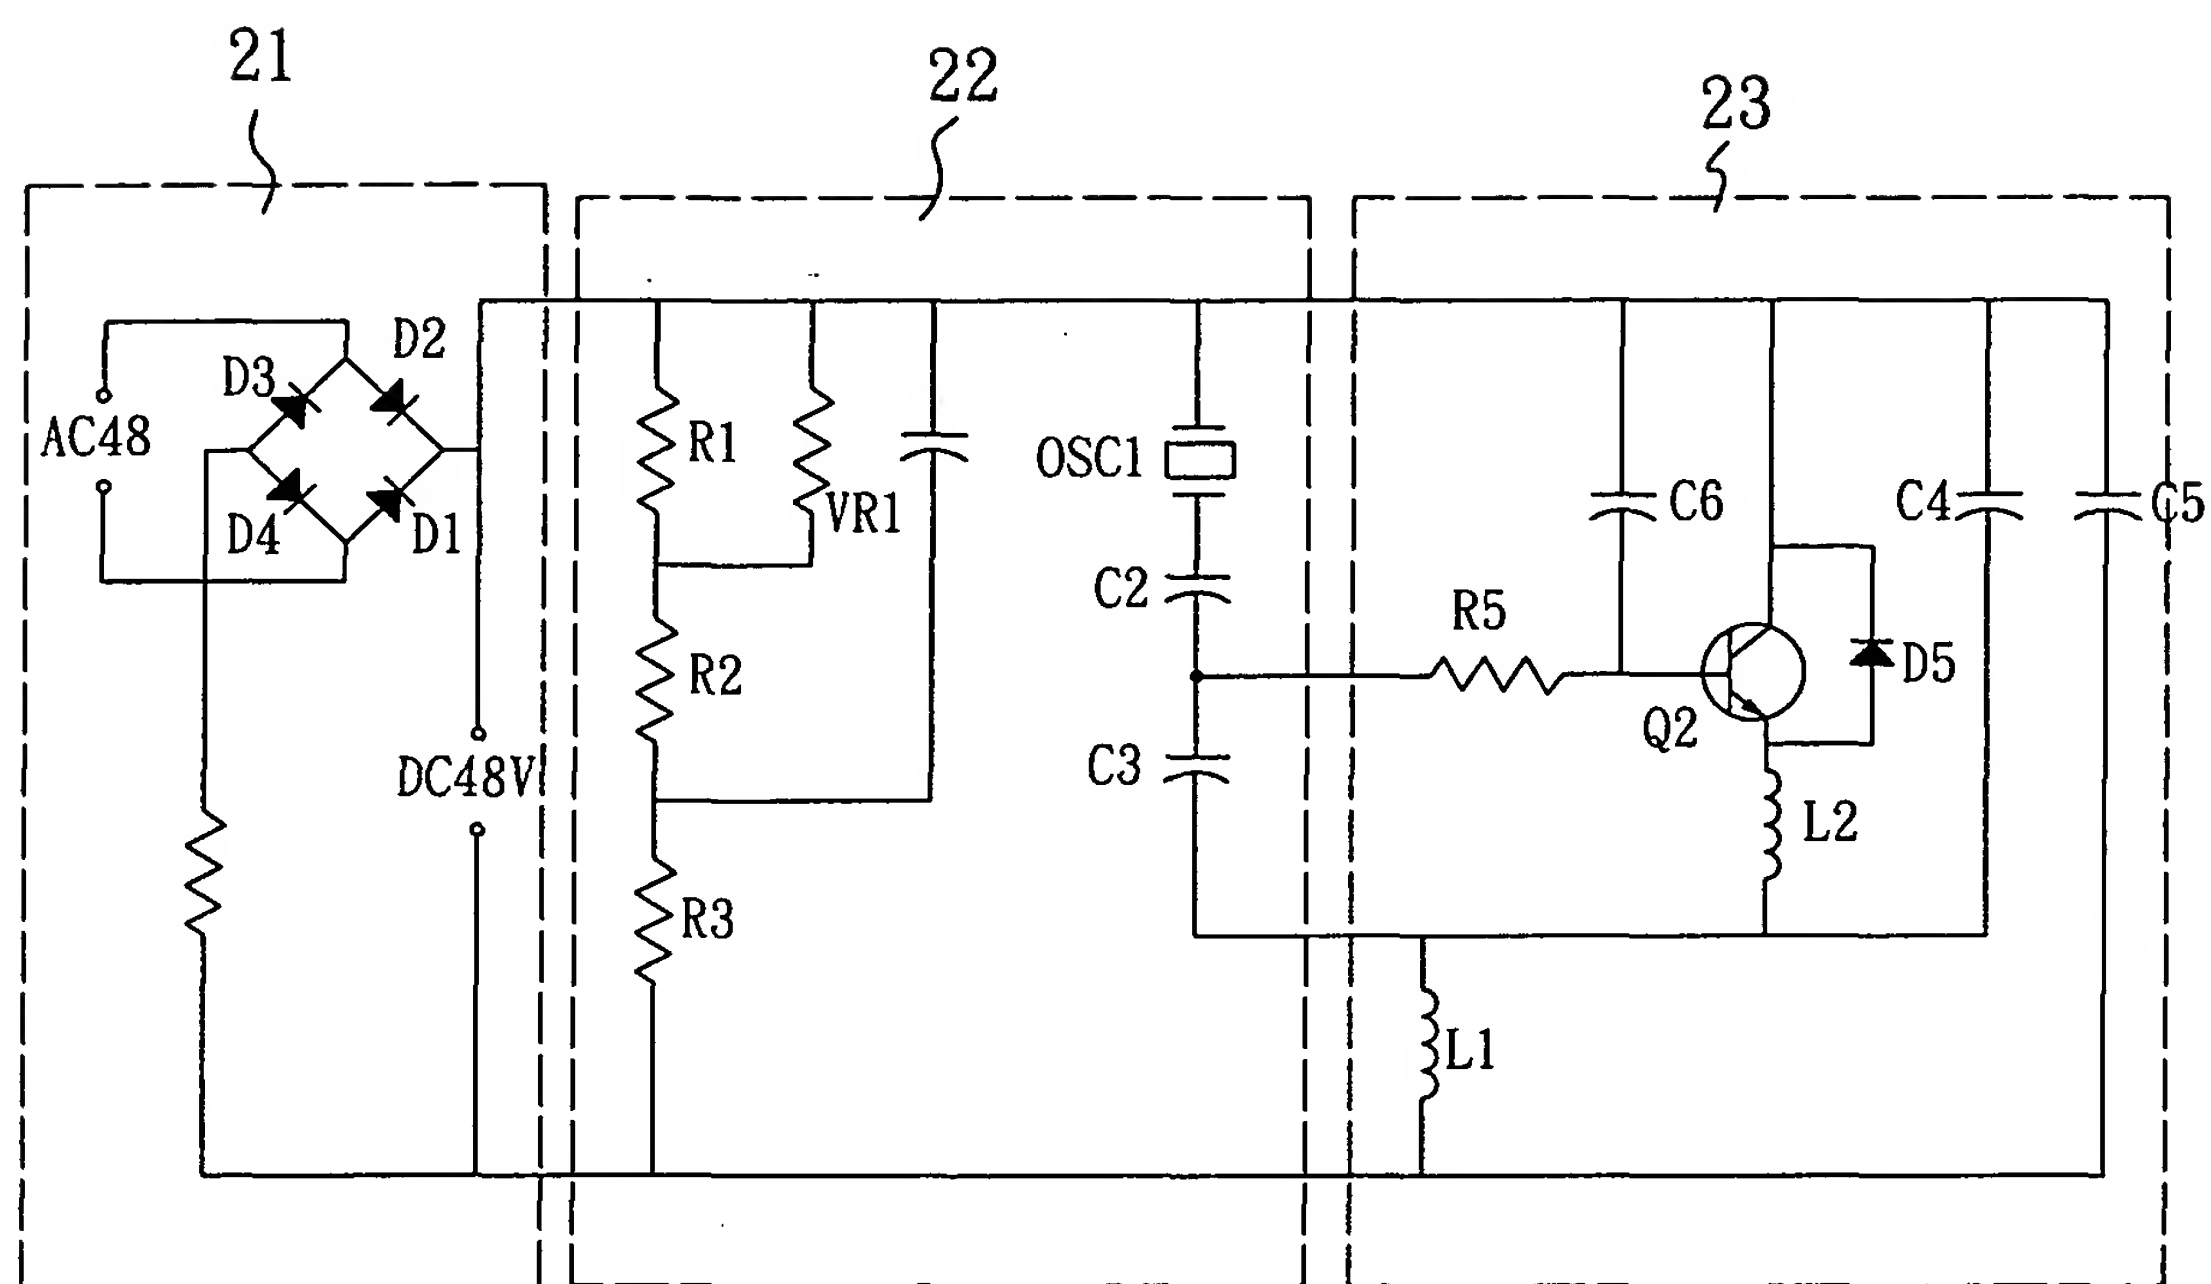 21
22
23
D2
D3
AC48
D4
D1
DC48V
R1
VR1
R2
R3
OSC1
C2
C3
R5
C6
C4
C5
Q2
D5
L2
L1